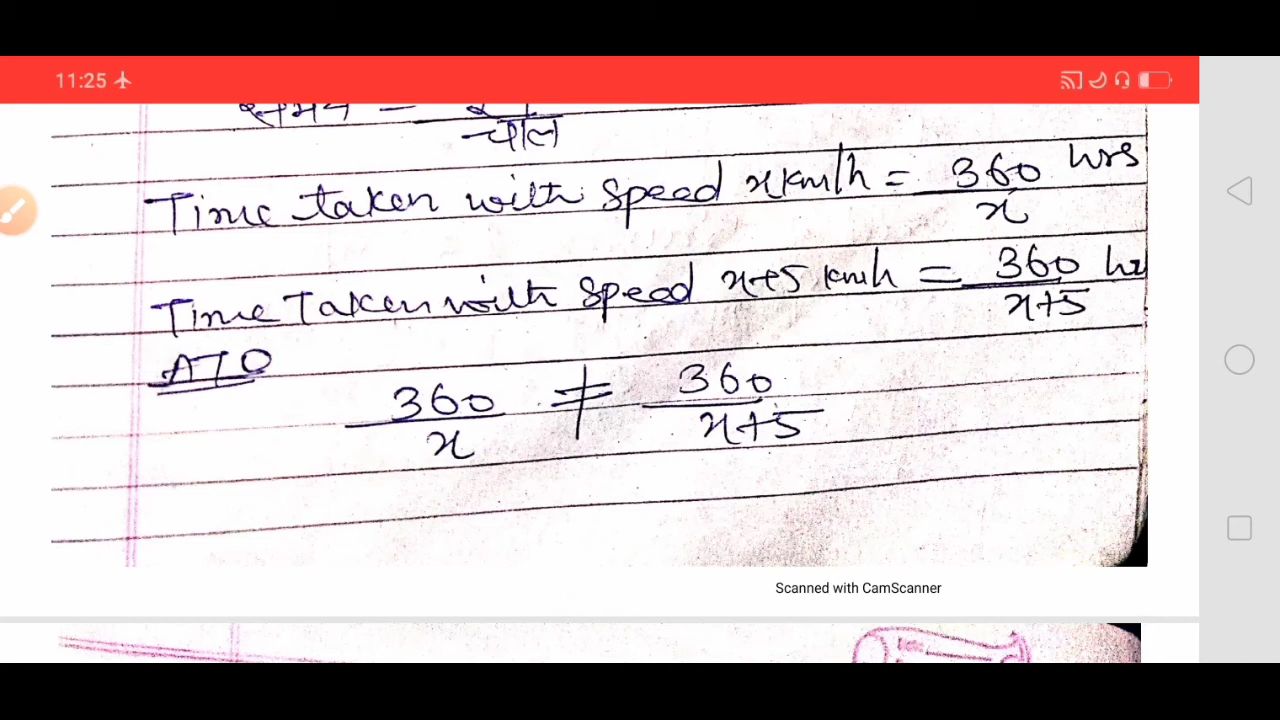 11:25
समय =
चाल
Time taken with speed x km/h = 360/x hrs
Time Taken with speed x+5 km/h = 360/x+5 hr
ATQ
360/x ≠ 360/x+5
Scanned with CamScanner